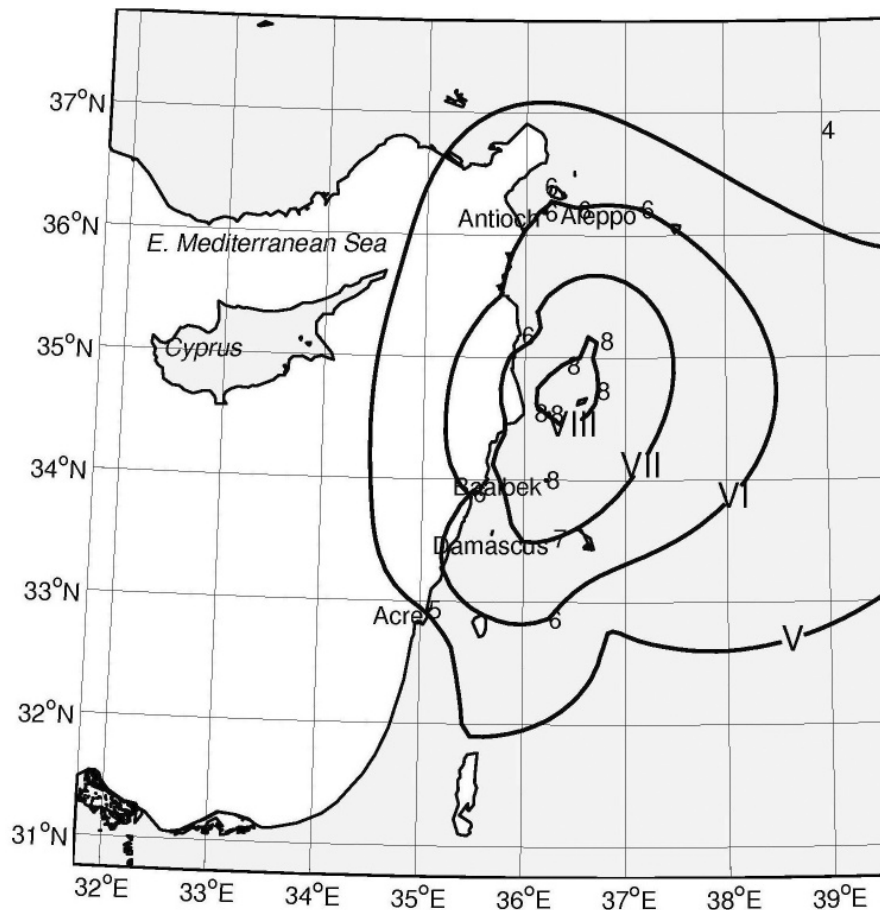 37°N
4
6
Antioch 6 6 Aleppo 6
36°N
E. Mediterranean Sea
35°N
Cyprus
6
8
8
8
8 8
VIII
34°N
VII
Baalbek 8
6
VI
Damascus 7
33°N
Acre 5
6
V
32°N
31°N
32°E 33°E 34°E 35°E 36°E 37°E 38°E 39°E